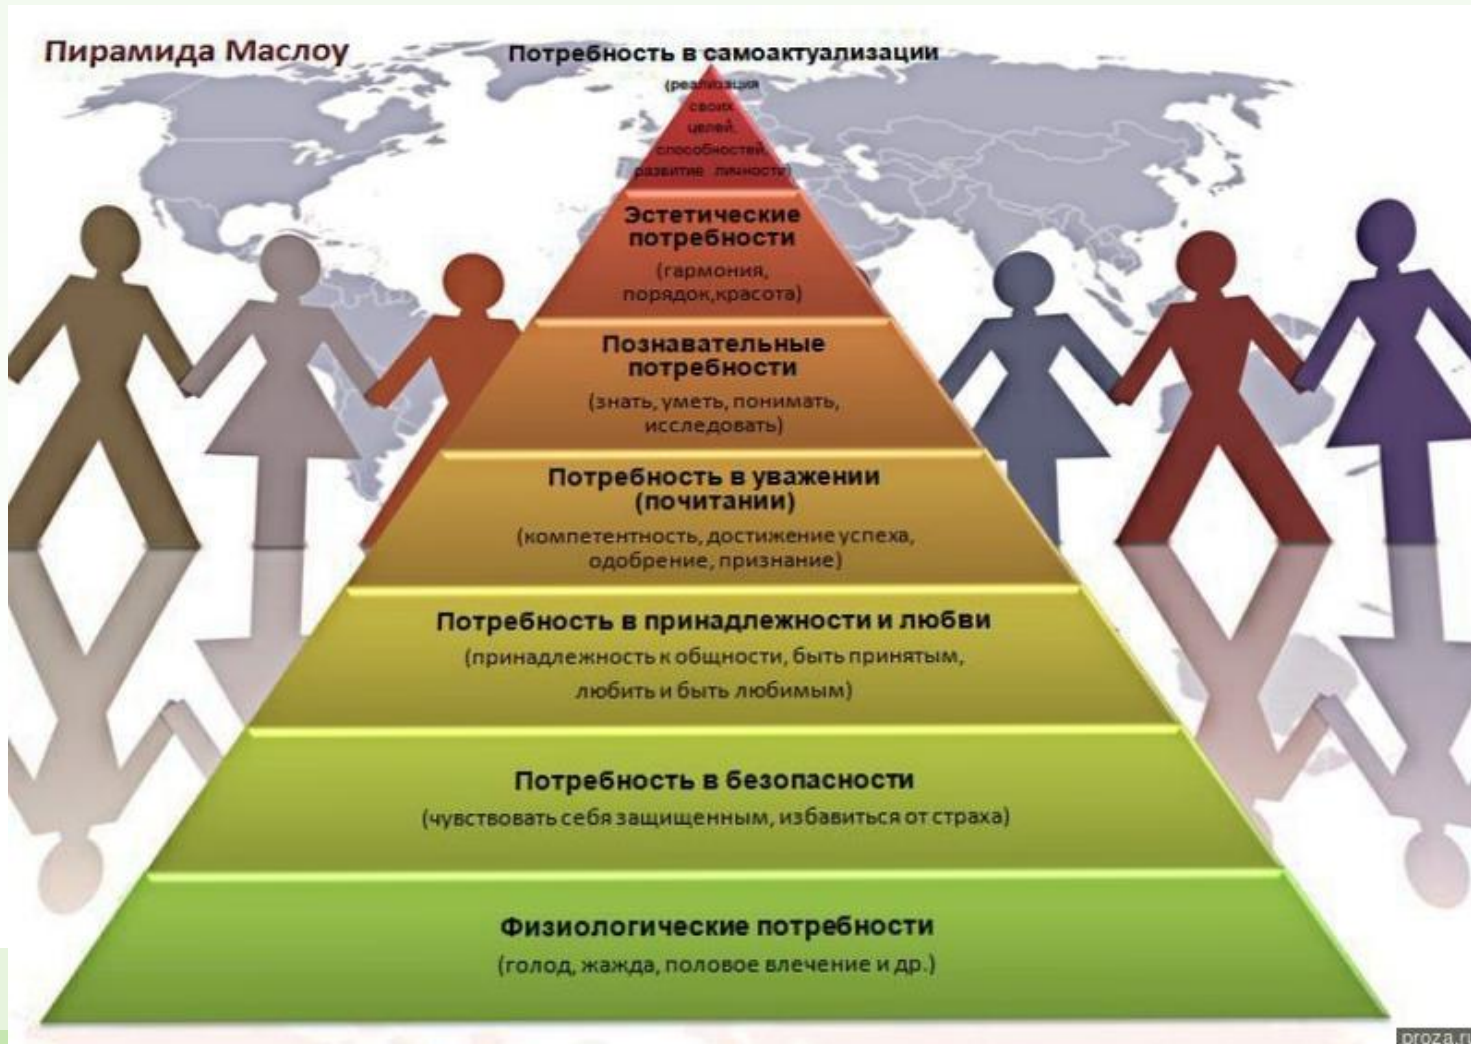 Пирамида Маслоу
Потребность в самоактуализации
(реализация
своих
целей,
способностей,
развитие личности)
Эстетические
потребности
(гармония,
порядок,красота)
Познавательные
потребности
(знать, уметь, понимать,
исследовать)
Потребность в уважении
(почитании)
(компетентность, достижение успеха,
одобрение, признание)
Потребность в принадлежности и любви
(принадлежность к общности, быть принятым,
любить и быть любимым)
Потребность в безопасности
(чувствовать себя защищенным, избавиться от страха)
Физиологические потребности
(голод, жажда, половое влечение и др.)
proza.ru